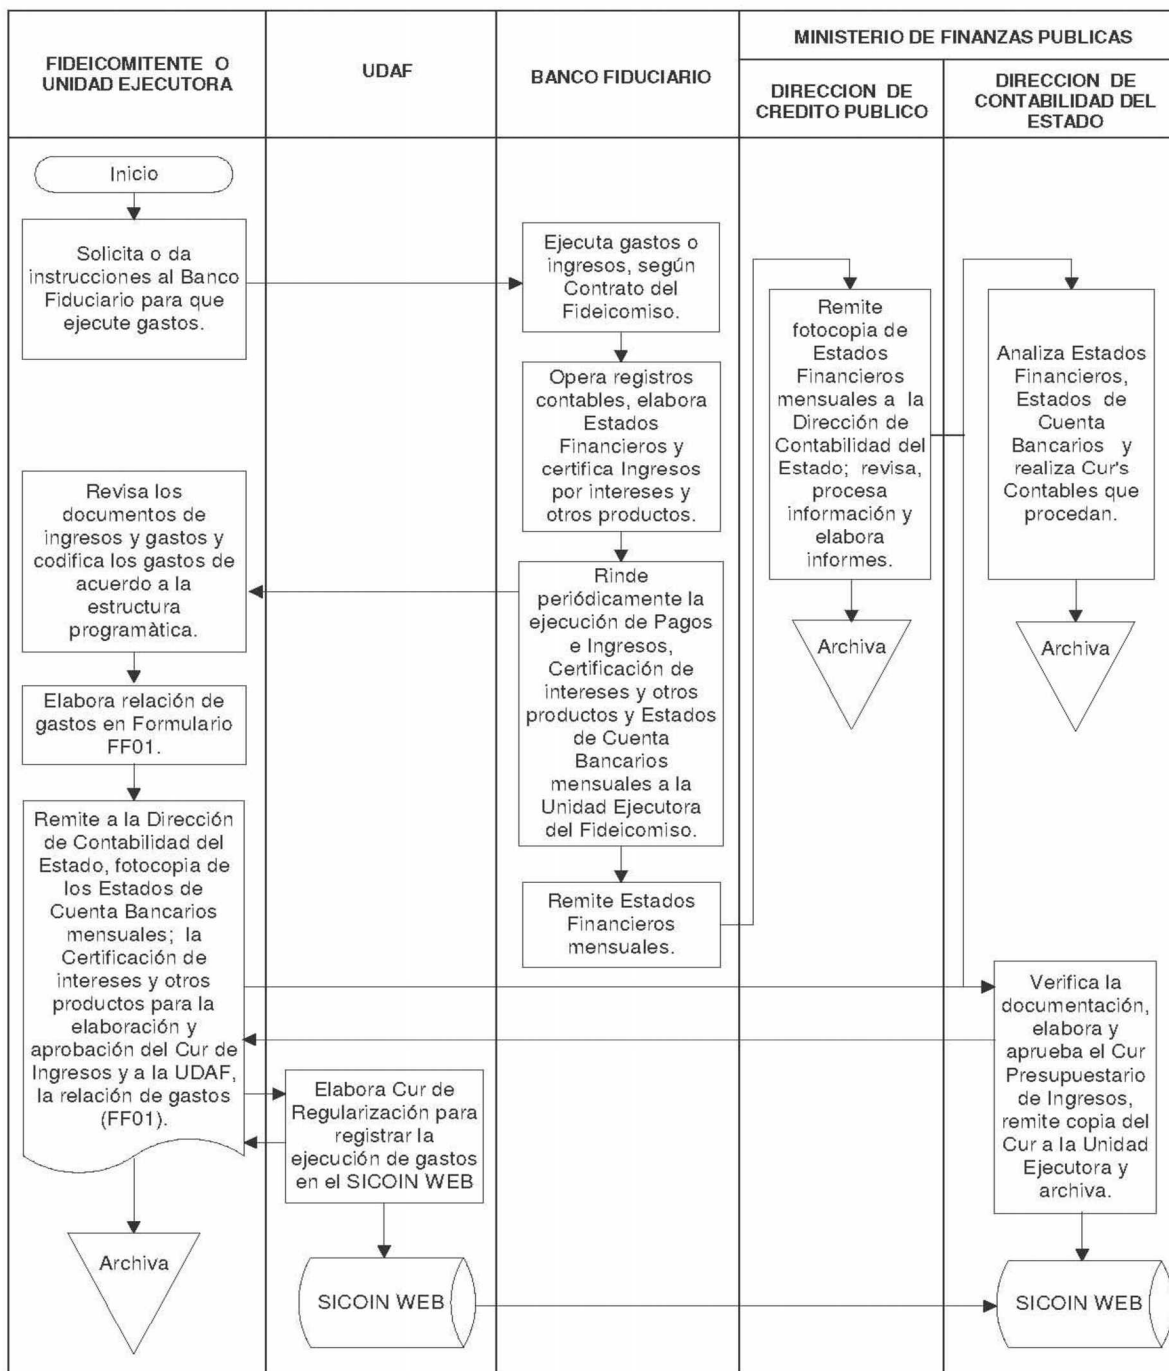 FIDEICOMITENTE O
UNIDAD EJECUTORA
UDAF
BANCO FIDUCIARIO
MINISTERIO DE FINANZAS PUBLICAS
DIRECCION DE
CREDITO PUBLICO
DIRECCION DE
CONTABILIDAD DEL
ESTADO
Inicio
Solicita o da
instrucciones al Banco
Fiduciario para que
ejecute gastos.
Revisa los
documentos de
ingresos y gastos y
codifica los gastos de
acuerdo a la
estructura
programàtica.
Elabora relación de
gastos en Formulario
FF01.
Remite a la Dirección
de Contabilidad del
Estado, fotocopia de
los Estados de
Cuenta Bancarios
mensuales; la
Certificación de
intereses y otros
productos para la
elaboración y
aprobación del Cur de
Ingresos y a la UDAF,
la relación de gastos
(FF01).
Archiva
Elabora Cur de
Regularización para
registrar la
ejecución de gastos
en el SICOIN WEB
SICOIN WEB
Ejecuta gastos o
ingresos, según
Contrato del
Fideicomiso.
Opera registros
contables, elabora
Estados
Financieros y
certifica Ingresos
por intereses y
otros productos.
Rinde
periódicamente la
ejecución de Pagos
e Ingresos,
Certificación de
intereses y otros
productos y Estados
de Cuenta
Bancarios
mensuales a la
Unidad Ejecutora
del Fideicomiso.
Remite Estados
Financieros
mensuales.
Remite
fotocopia de
Estados
Financieros
mensuales a la
Dirección de
Contabilidad del
Estado; revisa,
procesa
información y
elabora
informes.
Archiva
Analiza Estados
Financieros,
Estados de
Cuenta
Bancarios y
realiza Cur's
Contables que
procedan.
Archiva
Verifica la
documentación,
elabora y
aprueba el Cur
Presupuestario
de Ingresos,
remite copia del
Cur a la Unidad
Ejecutora y
archiva.
SICOIN WEB